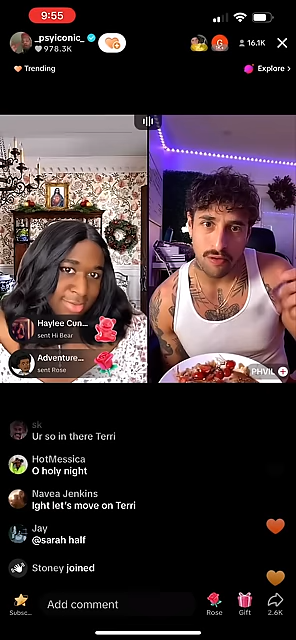 9:55
_psyiconic_
978.3K
16.1K
Trending
Explore >
Haylee Cun...
sent Hi Bear
Adventure...
sent Rose
PHVIL
sk
Ur so in there Terri
HotMessica
O holy night
Navea Jenkins
Ight let's move on Terri
Jay
@sarah half
Stoney joined
Subsc...
Add comment
Rose
Gift
2.6K